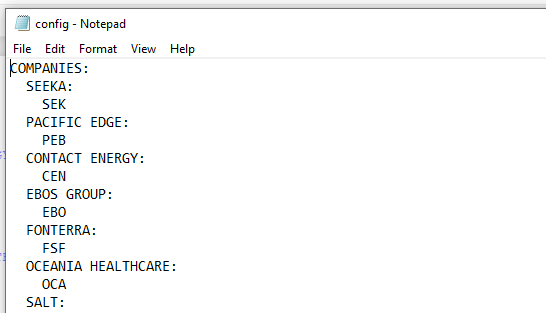 config - Notepad
File Edit Format View Help
COMPANIES:
SEEKA:
SEK
PACIFIC EDGE:
PEB
CONTACT ENERGY:
CEN
EBOS GROUP:
EBO
FONTERRA:
FSF
OCEANIA HEALTHCARE:
OCA
SALT: